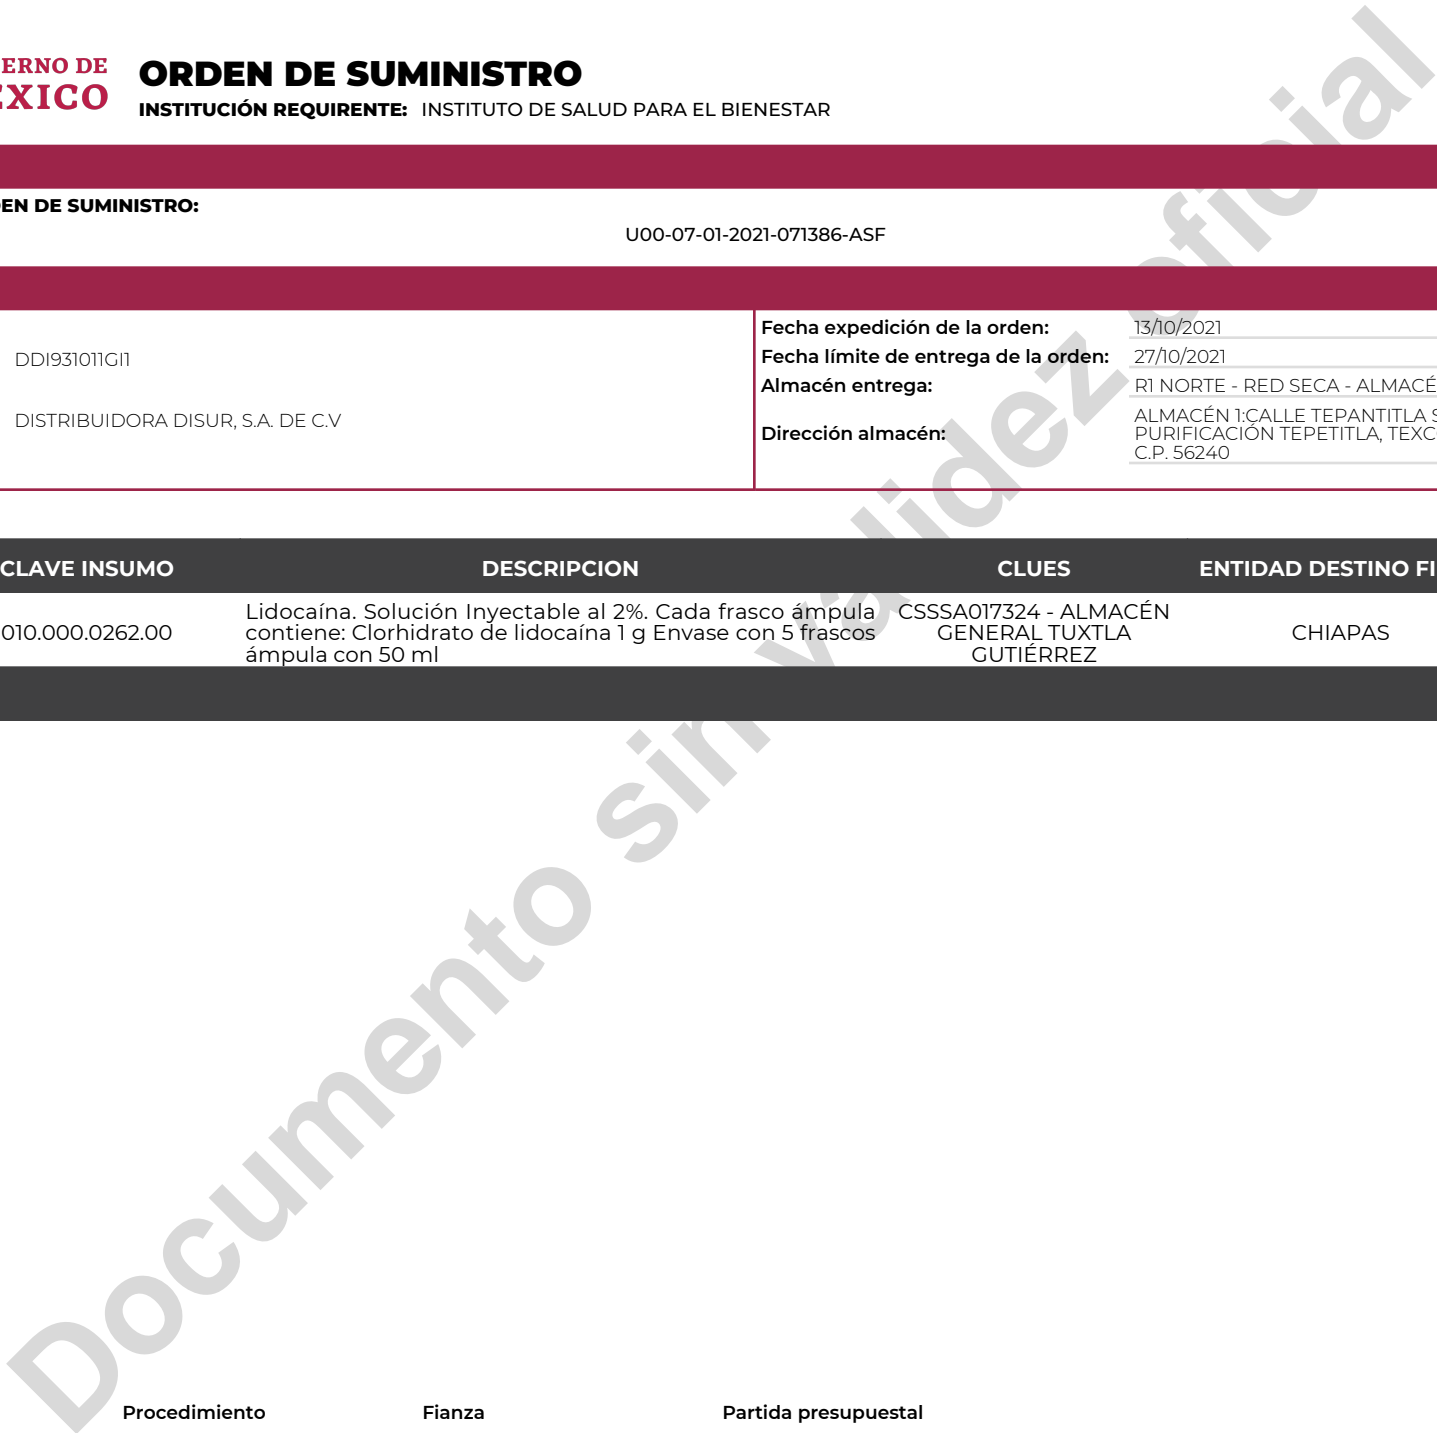 ERNO DE
ÉXICO
ORDEN DE SUMINISTRO
INSTITUCIÓN REQUIRENTE: INSTITUTO DE SALUD PARA EL BIENESTAR
EN DE SUMINISTRO:
U00-07-01-2021-071386-ASF
DDI931011GI1
DISTRIBUIDORA DISUR, S.A. DE C.V
Fecha expedición de la orden: 13/10/2021
Fecha límite de entrega de la orden: 27/10/2021
Almacén entrega: R1 NORTE - RED SECA - ALMACÉ
Dirección almacén:
ALMACÉN 1:CALLE TEPANTITLA S
PURIFICACIÓN TEPETITLA, TEXC
C.P. 56240
CLAVE INSUMO DESCRIPCION CLUES ENTIDAD DESTINO FI
010.000.0262.00
Lidocaína. Solución Inyectable al 2%. Cada frasco ámpula
contiene: Clorhidrato de lidocaína 1 g Envase con 5 frascos
ámpula con 50 ml
CSSSA017324 - ALMACÉN
GENERAL TUXTLA
GUTIÉRREZ
CHIAPAS
Documento sin validez oficial
Procedimiento Fianza Partida presupuestal